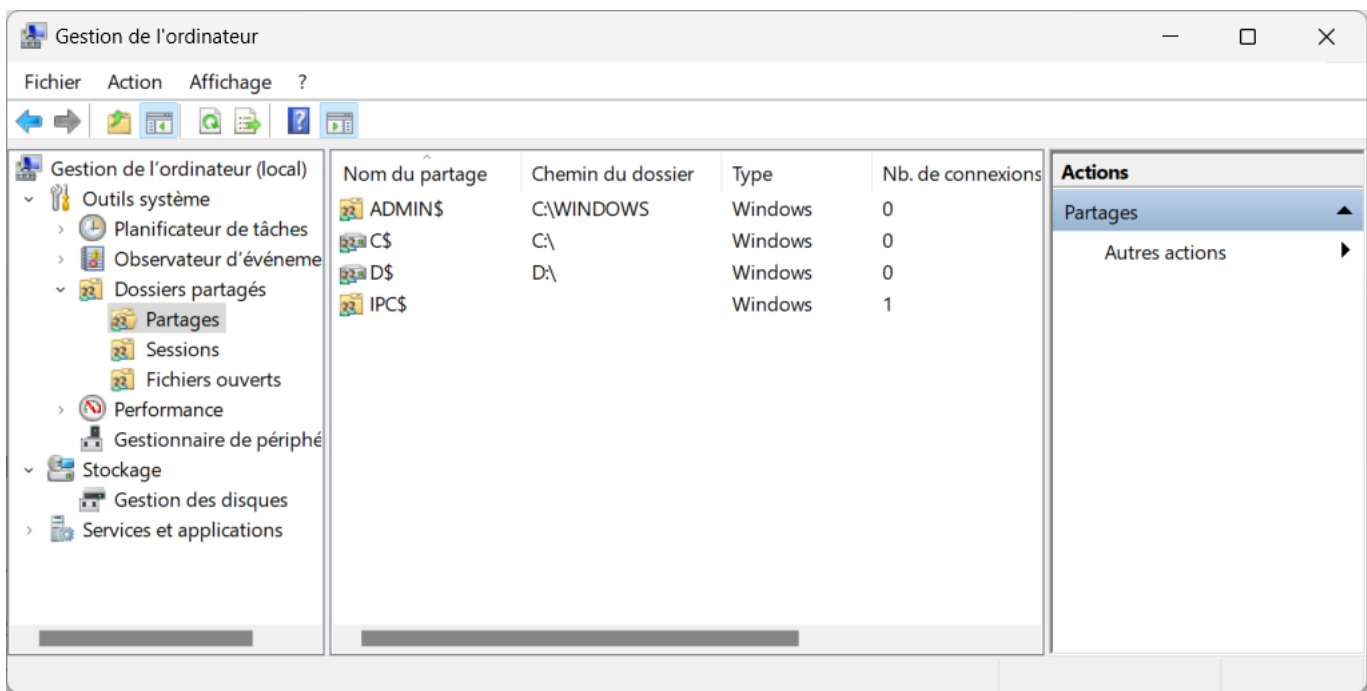 Gestion de l'ordinateur
Fichier Action Affichage ?
Gestion de l'ordinateur (local)
Outils système
Planificateur de tâches
Observateur d'événeme
Dossiers partagés
Partages
Sessions
Fichiers ouverts
Performance
Gestionnaire de périphé
Stockage
Gestion des disques
Services et applications
Nom du partage Chemin du dossier Type Nb. de connexions
ADMIN$ C:\WINDOWS Windows 0
C$ C:\ Windows 0
D$ D:\ Windows 0
IPC$ Windows 1
Actions
Partages
Autres actions